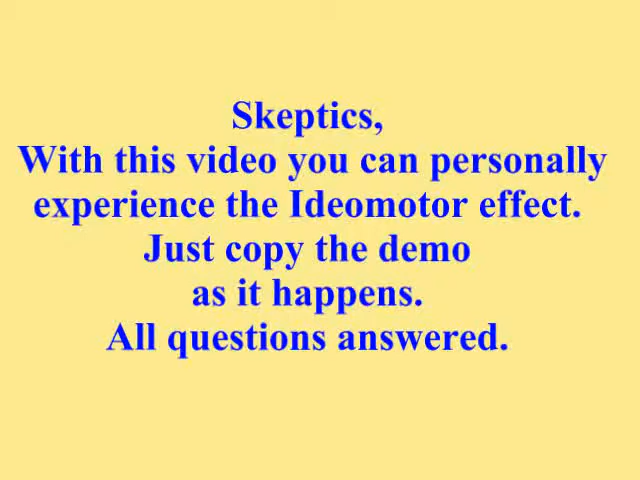 Skeptics,
With this video you can personally
experience the Ideomotor effect.
Just copy the demo
as it happens.
All questions answered.